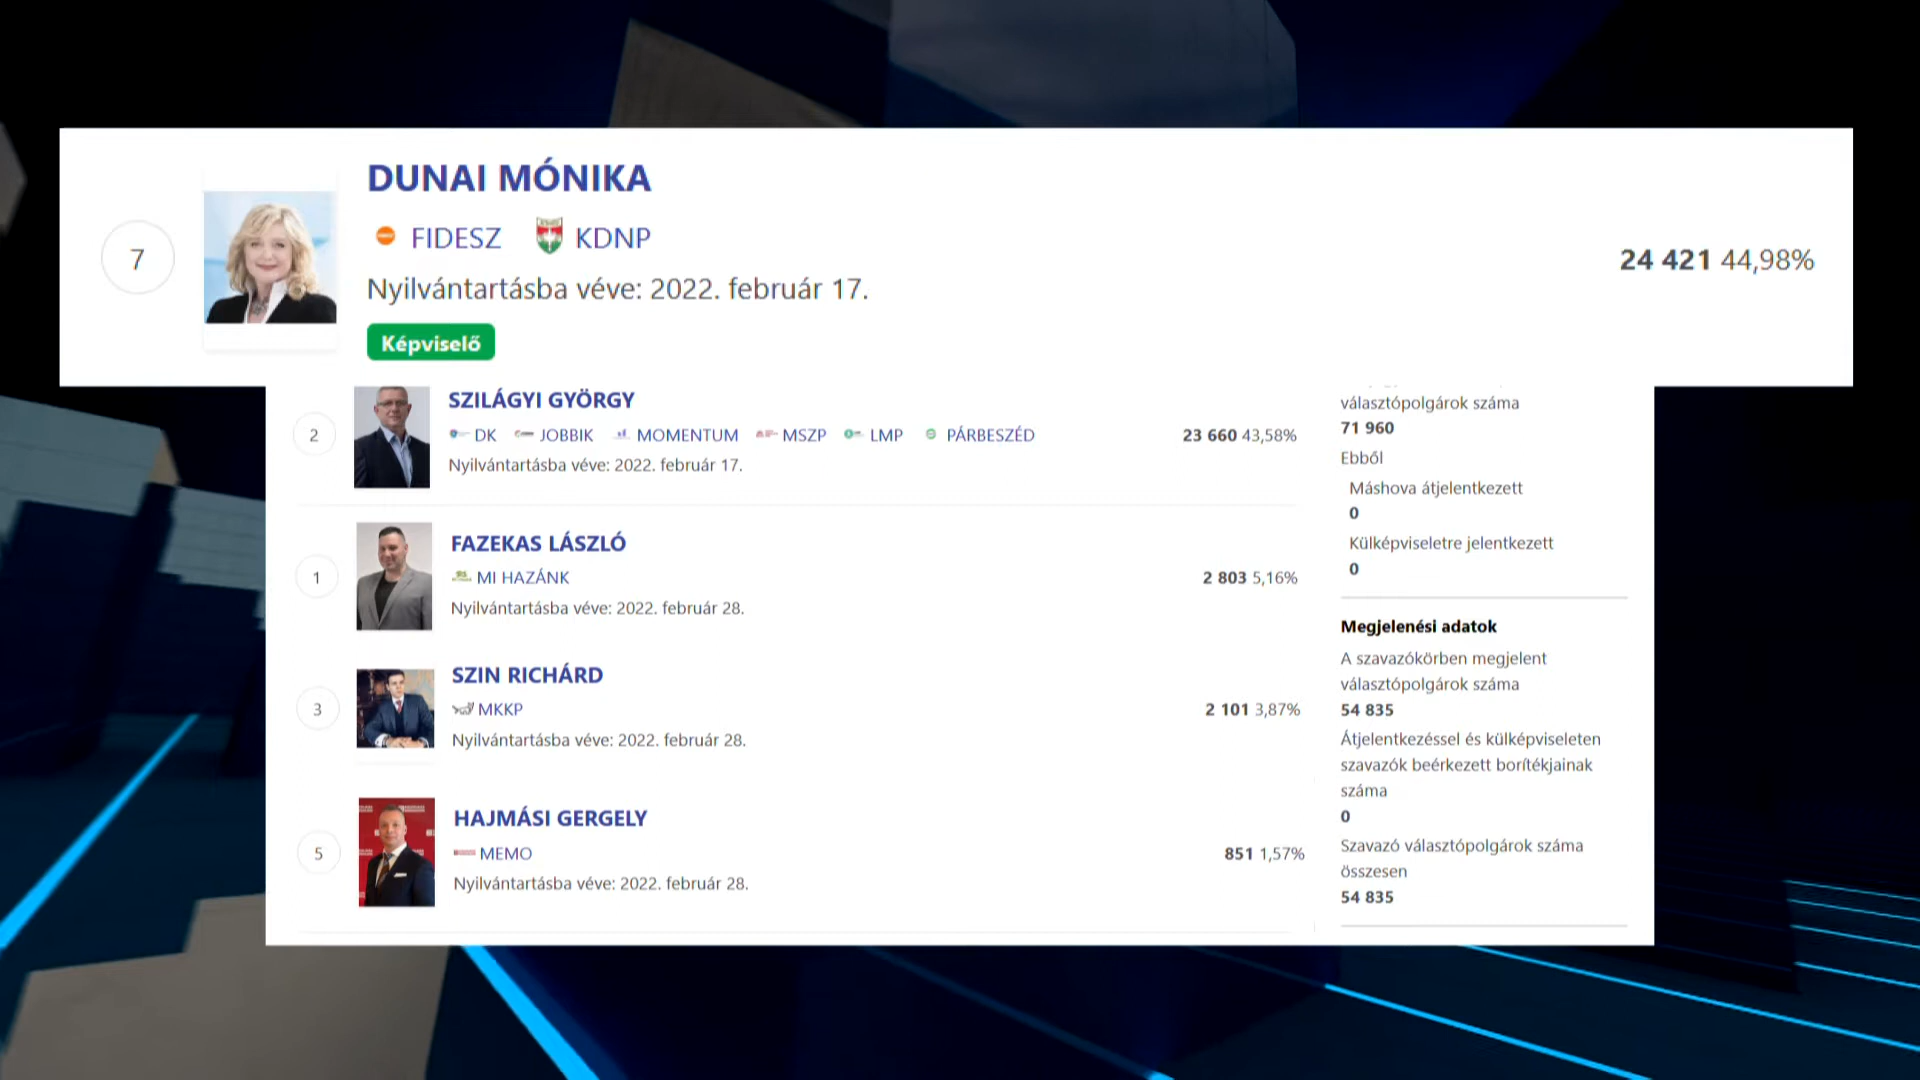 7
DUNAI MÓNIKA
FIDESZ KDNP
Nyilvántartásba véve: 2022. február 17.
Képviselő
24 421 44,98%
2
SZILÁGYI GYÖRGY
DK JOBBIK MOMENTUM MSZP LMP PÁRBESZÉD
Nyilvántartásba véve: 2022. február 17.
23 660 43,58%
1
FAZEKAS LÁSZLÓ
MI HAZÁNK
Nyilvántartásba véve: 2022. február 28.
2 803 5,16%
3
SZIN RICHÁRD
MKKP
Nyilvántartásba véve: 2022. február 28.
2 101 3,87%
5
HAJMÁSI GERGELY
MEMO
Nyilvántartásba véve: 2022. február 28.
851 1,57%
választópolgárok száma
71 960
Ebből
Máshova átjelentkezett
0
Külképviseletre jelentkezett
0
Megjelenési adatok
A szavazókörben megjelent
választópolgárok száma
54 835
Átjelentkezéssel és külképviseleten
szavazók beérkezett borítékjainak
száma
0
Szavazó választópolgárok száma
összesen
54 835